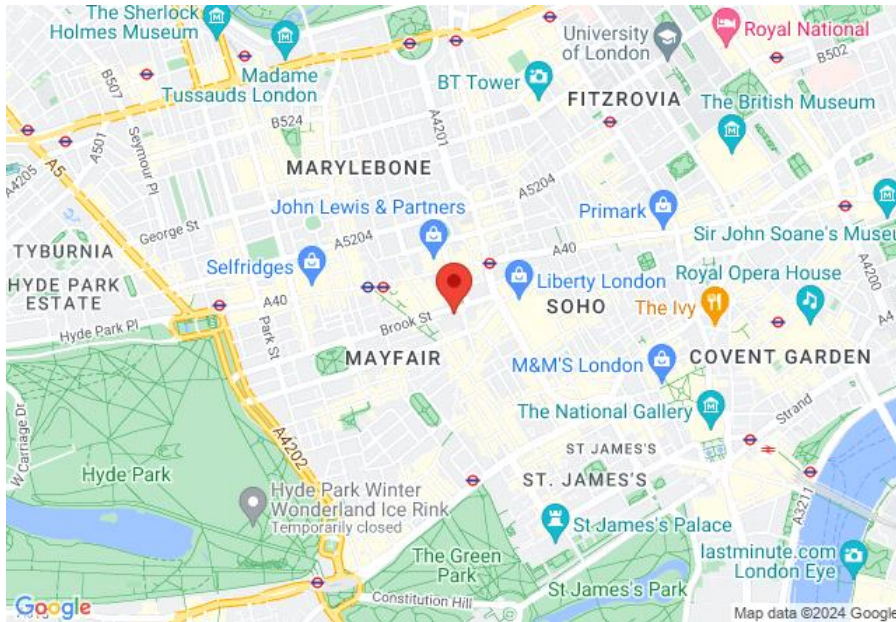 The Sherlock
Holmes Museum
Madame
Tussauds London
B507
A501
A4205
A5
Seymour Pl
B524
A4201
University
of London
Royal National
B502
BT Tower
FITZROVIA
The British Museum
MARYLEBONE
A5204
George St
John Lewis & Partners
A5204
Primark
A40
Sir John Soane's Museu
TYBURNIA
HYDE PARK
ESTATE
Selfridges
A40
Liberty London
Royal Opera House
A4200
SOHO
The Ivy
A4
Hyde Park Pl
Park St
Brook St
MAYFAIR
M&M'S London
COVENT GARDEN
The National Gallery
Strand
W Carriage Dr
A4202
ST JAMES'S
ST. JAMES'S
Hyde Park
Hyde Park Winter
Wonderland Ice Rink
Temporarily closed
A3211
St James's Palace
The Green
Park
lastminute.com
London Eye
St James's Park
Constitution Hill
Google
Map data ©2024 Google